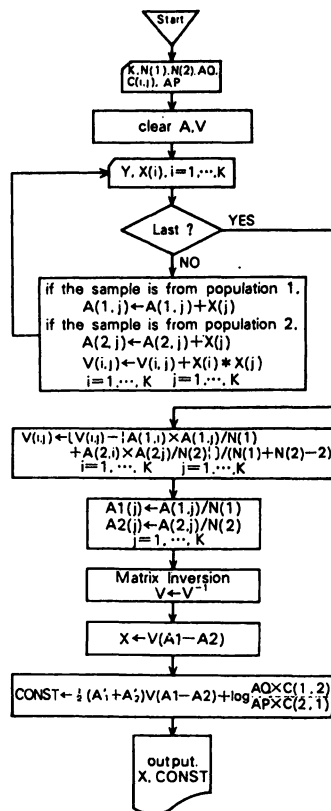 Start
K, N(1), N(2), AQ,
C(i,j), AP
clear A,V
Y, X(i), i=1,…,K
Last ?
YES
NO
if the sample is from population 1,
A(1,j)←A(1,j)+X(j)
if the sample is from population 2,
A(2,j)←A(2,j)+X(j)
V(i,j)←V(i,j)+X(i)*X(j)
i=1,…, K j=1,…, K
V(i,j)←[V(i,j)−{A(1,i)×A(1,j)/N(1)
+A(2,i)×A(2,j)/N(2)}]/(N(1)+N(2)−2)
i=1,…, K j=1,…, K
A1(j)←A(1,j)/N(1)
A2(j)←A(2,j)/N(2)
j=1,…, K
Matrix Inversion
V←V⁻¹
X←V(A1−A2)
CONST←½(A'₁+A'₂)V(A1−A2)+log AQ×C(1,2)
AP×C(2,1)
output.
X, CONST